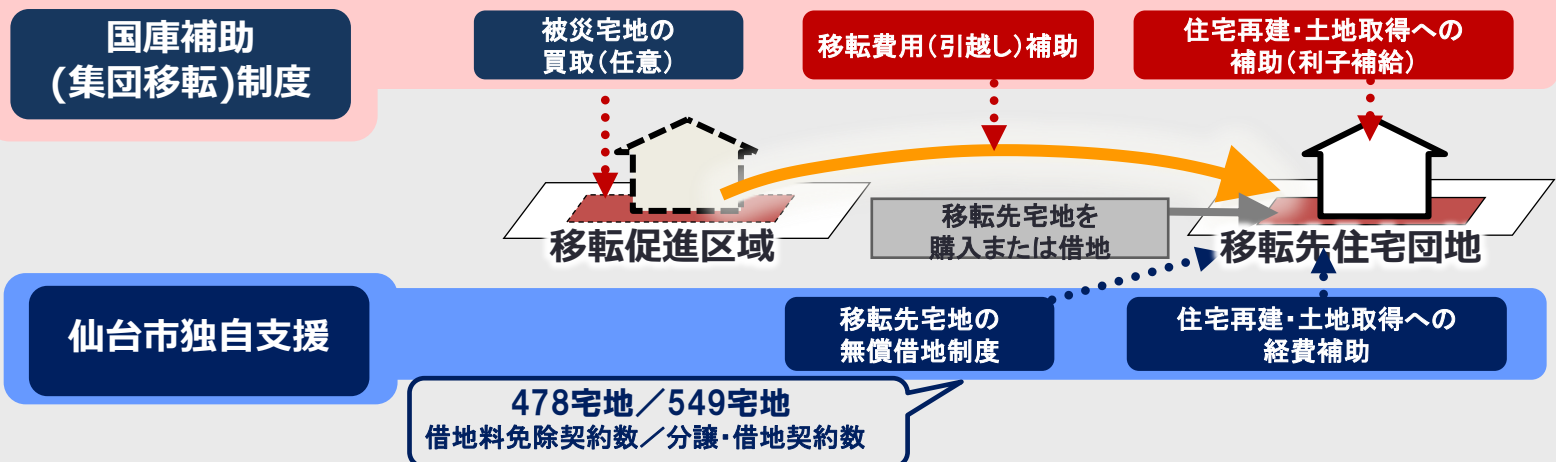 国庫補助
(集団移転)制度
被災宅地の
買取(任意)
移転費用(引越し)補助
住宅再建・土地取得への
補助(利子補給)
移転先宅地を
購入または借地
移転促進区域
移転先住宅団地
仙台市独自支援
移転先宅地の
無償借地制度
住宅再建・土地取得への
経費補助
478宅地/549宅地
借地料免除契約数/分譲・借地契約数